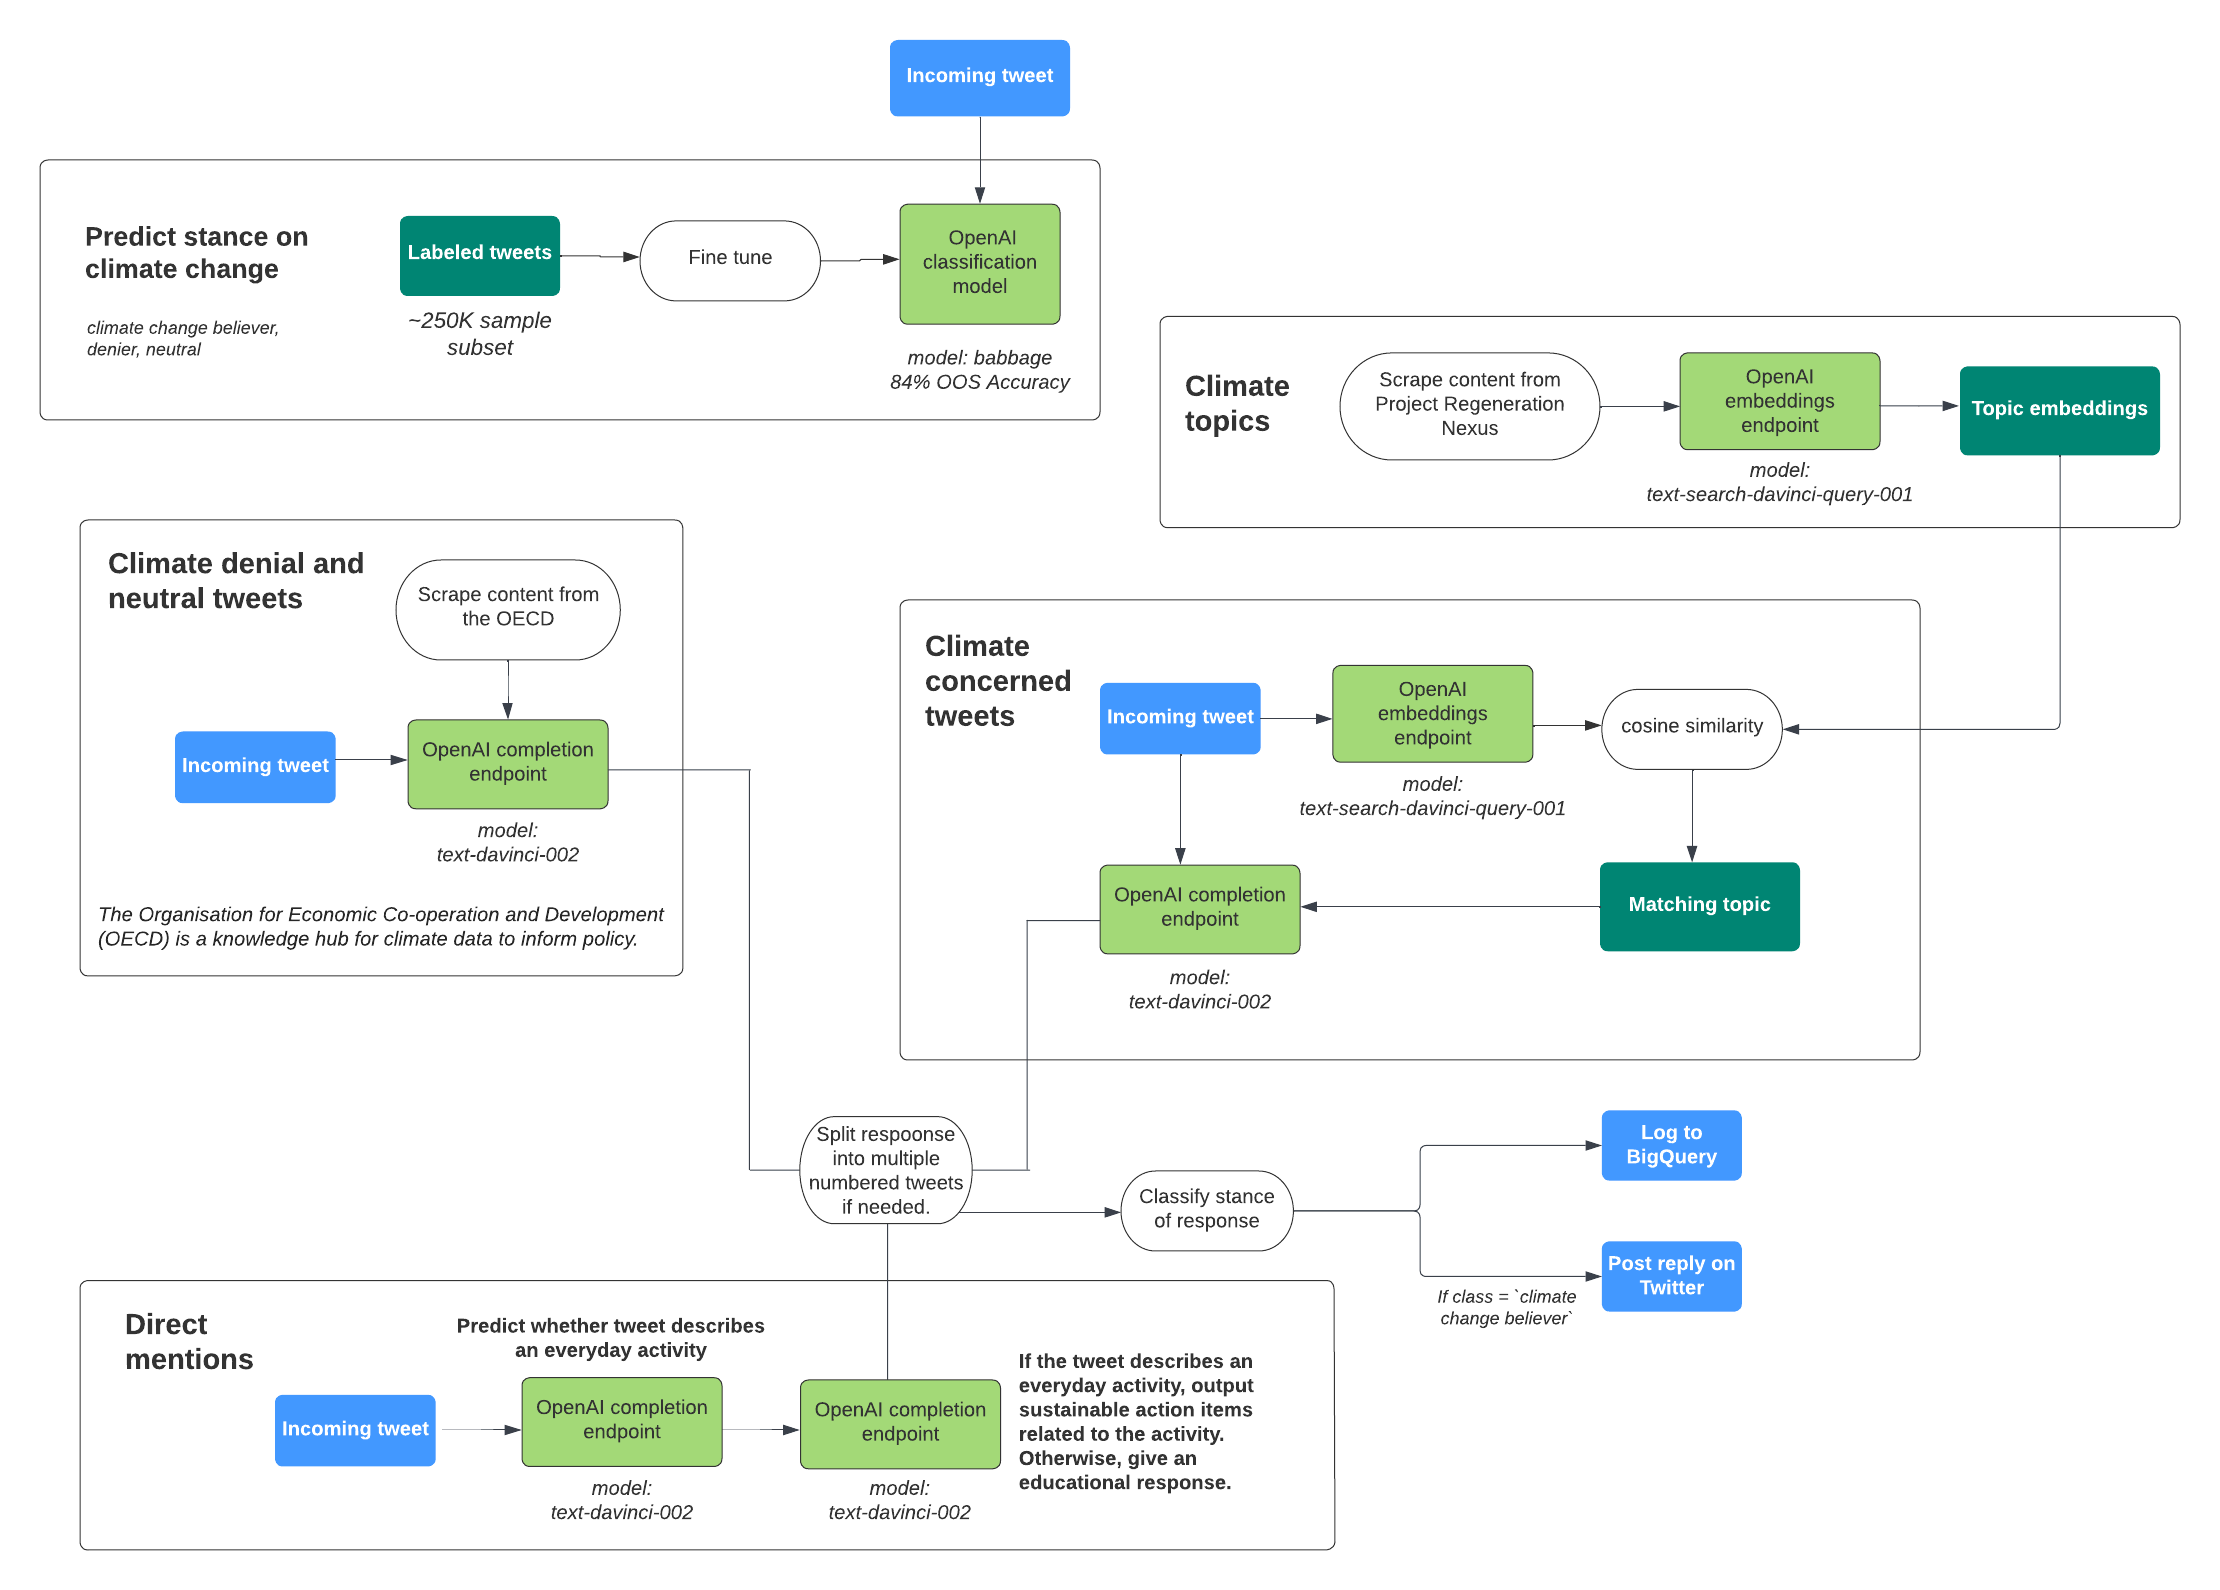 Incoming tweet
Predict stance on
climate change
climate change believer,
denier, neutral
Labeled tweets
~250K sample
subset
Fine tune
OpenAI
classification
model
model: babbage
84% OOS Accuracy
Climate
topics
Scrape content from
Project Regeneration
Nexus
OpenAI
embeddings
endpoint
model:
text-search-davinci-query-001
Topic embeddings
Climate denial and
neutral tweets
Scrape content from
the OECD
Incoming tweet
OpenAI completion
endpoint
model:
text-davinci-002
The Organisation for Economic Co-operation and Development
(OECD) is a knowledge hub for climate data to inform policy.
Climate
concerned
tweets
Incoming tweet
OpenAI
embeddings
endpoint
model:
text-search-davinci-query-001
cosine similarity
OpenAI completion
endpoint
model:
text-davinci-002
Matching topic
Split respoonse
into multiple
numbered tweets
if needed.
Classify stance
of response
Log to
BigQuery
Post reply on
Twitter
If class = `climate
change believer`
Direct
mentions
Incoming tweet
Predict whether tweet describes
an everyday activity
OpenAI completion
endpoint
model:
text-davinci-002
OpenAI completion
endpoint
model:
text-davinci-002
If the tweet describes an
everyday activity, output
sustainable action items
related to the activity.
Otherwise, give an
educational response.